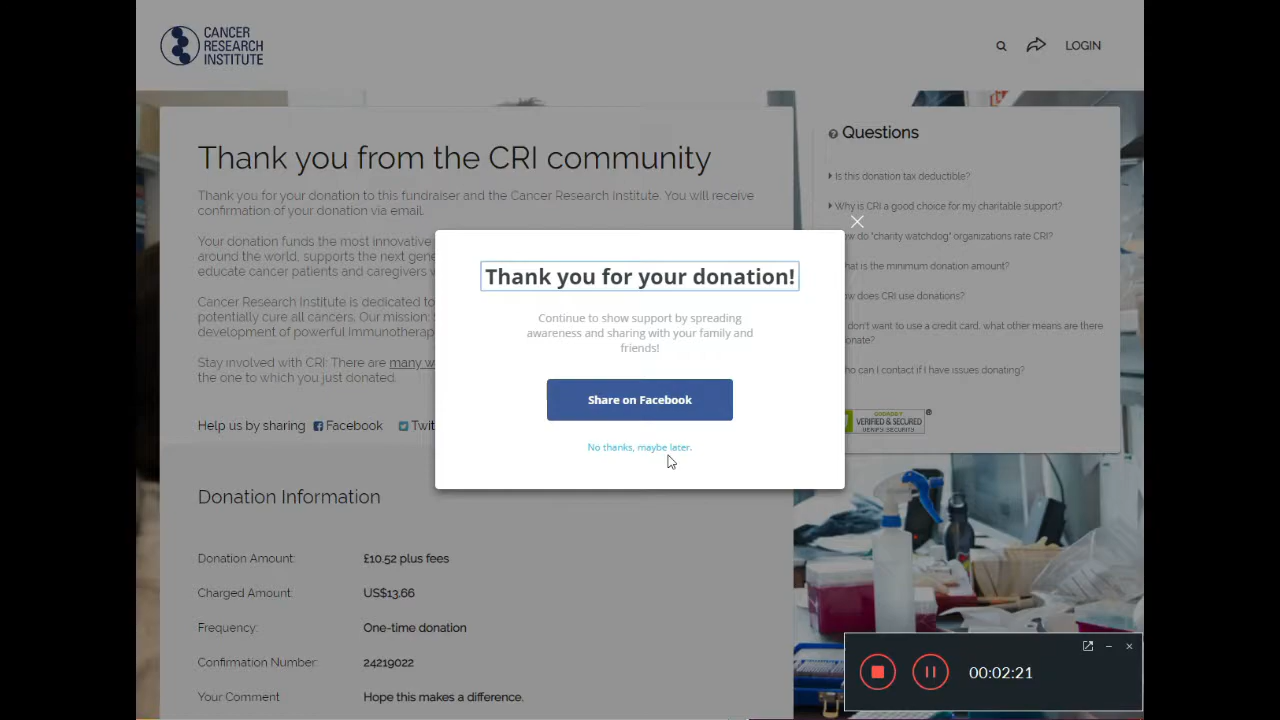 CANCER
RESEARCH
INSTITUTE
LOGIN
Thank you from the CRI community
Thank you for your donation to this fundraiser and the Cancer Research Institute. You will receive
confirmation of your donation via email.
Your donation funds the most innovative
around the world, supports the next gene
educate cancer patients and caregivers w
Cancer Research Institute is dedicated to
potentially cure all cancers. Our mission:
development of powerful immunotherap
Stay involved with CRI: There are many w
the one to which you just donated.
Help us by sharing Facebook Twit
Questions
Is this donation tax deductible?
Why is CRI a good choice for my charitable support?
ow do "charity watchdog" organizations rate CRI?
hat is the minimum donation amount?
ow does CRI use donations?
don't want to use a credit card, what other means are there
onate?
ho can I contact if I have issues donating?
GODADDY
VERIFIED & SECURED
VERIFY SECURITY
Thank you for your donation!
Continue to show support by spreading
awareness and sharing with your family and
friends!
Share on Facebook
No thanks, maybe later.
Donation Information
Donation Amount: £10.52 plus fees
Charged Amount: US$13.66
Frequency: One-time donation
Confirmation Number: 24219022
Your Comment Hope this makes a difference.
00:02:21